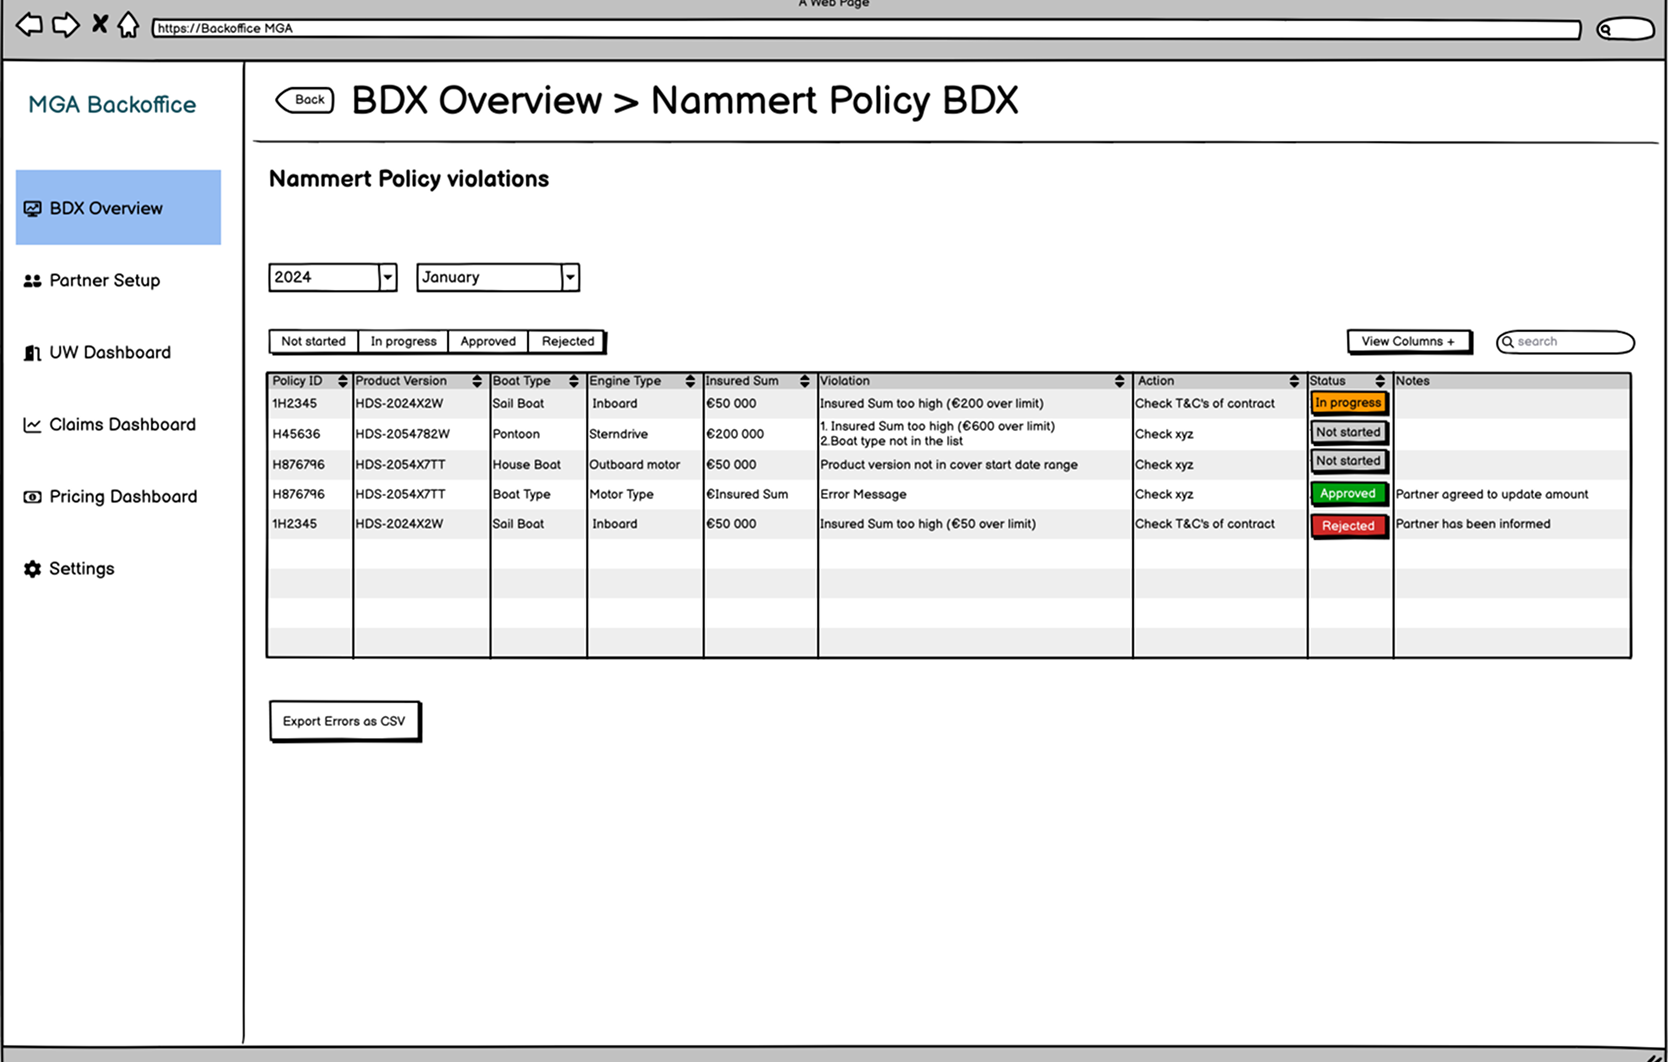 A Web Page
https://Backoffice MGA
MGA Backoffice
BDX Overview
Partner Setup
UW Dashboard
Claims Dashboard
Pricing Dashboard
Settings
Back
BDX Overview > Nammert Policy BDX
Nammert Policy violations
2024 January
Not started In progress Approved Rejected View Columns + search
Policy ID Product Version Boat Type Engine Type Insured Sum Violation Action Status Notes
1H2345 HDS-2024X2W Sail Boat Inboard €50 000 Insured Sum too high (€200 over limit) Check T&C's of contract In progress
H45636 HDS-2054782W Pontoon Sterndrive €200 000 1. Insured Sum too high (€600 over limit)
2.Boat type not in the list Check xyz Not started
H876796 HDS-2054X7TT House Boat Outboard motor €50 000 Product version not in cover start date range Check xyz Not started
H876796 HDS-2054X7TT Boat Type Motor Type €Insured Sum Error Message Check xyz Approved Partner agreed to update amount
1H2345 HDS-2024X2W Sail Boat Inboard €50 000 Insured Sum too high (€50 over limit) Check T&C's of contract Rejected Partner has been informed
Export Errors as CSV